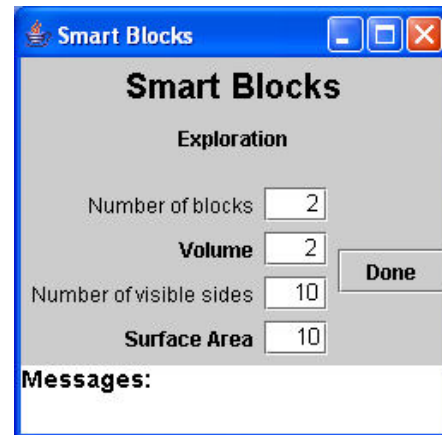 Smart Blocks
Smart Blocks
Exploration
Number of blocks 2
Volume 2
Number of visible sides 10
Done
Surface Area 10
Messages: